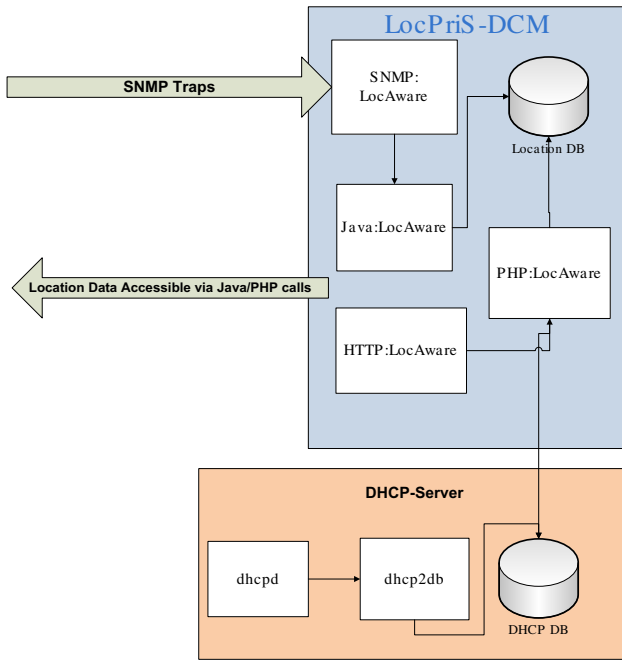 LocPriS-DCM
SNMP Traps
SNMP:
LocAware
Location DB
Java:LocAware
PHP:LocAware
Location Data Accessible via Java/PHP calls
HTTP:LocAware
DHCP-Server
dhcpd
dhcp2db
DHCP DB